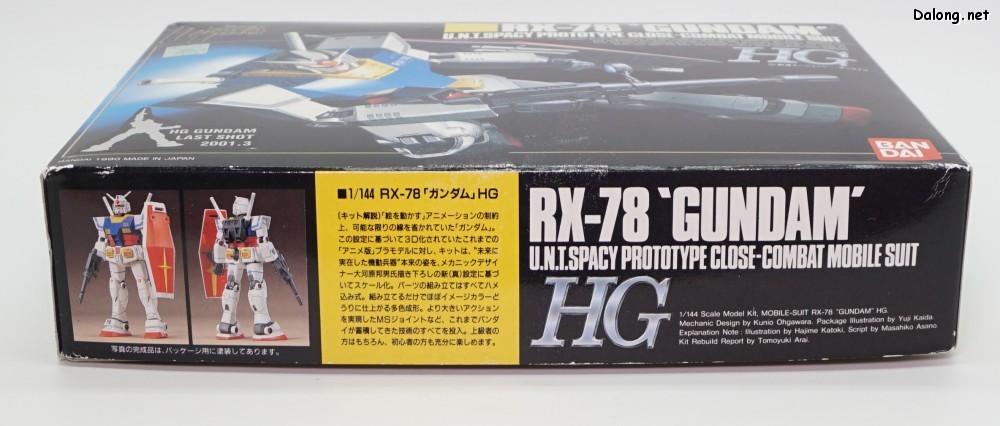 Dalong.net
RX-78 "GUNDAM"
U.N.T.SPACY PROTOTYPE CLOSE-COMBAT MOBILE SUIT
HG
HG GUNDAM
LAST SHOT
2001.3
BANDAI 1990 MADE IN JAPAN
BAN
DAI
■1/144 RX-78「ガンダム」HG
〔キット解説〕「絵を動かす」アニメーションの制約
上、可能な限りの線を省かれていた「ガンダム」。
この設定に基づいて3D化されていたこれまでの
「アニメ版」プラモデルに対し、キットは、"未来に
実在した機動兵器"本来の姿を、メカニックデザイ
ナー大河原邦男氏描き下ろしの新(真)設定に基づ
いてスケール化。パーツの組み立てはすべてハメ
込み式。組み立てるだけでほぼイメージカラーど
うりに仕上がる多色成形。より大きいアクション
を実現したMSジョイントなど、これまでバンダ
イが蓄積してきた技術のすべてを投入。上級者の
方はもちろん、初心者の方も充分に楽しめます。
写真の完成品は、パッケージ用に塗装してあります。
RX-78 "GUNDAM"
U.N.T.SPACY PROTOTYPE CLOSE-COMBAT MOBILE SUIT
HG
1/144 Scale Model Kit, MOBILE-SUIT RX-78 "GUNDAM" HG.
Mechanic Design by Kunio Ohgawara. Package Illustration by Yuji Kaida.
Explanation Note : Illustration by Hajime Katoki, Script by Masahiko Asano.
Kit Rebuild Report by Tomoyuki Arai.